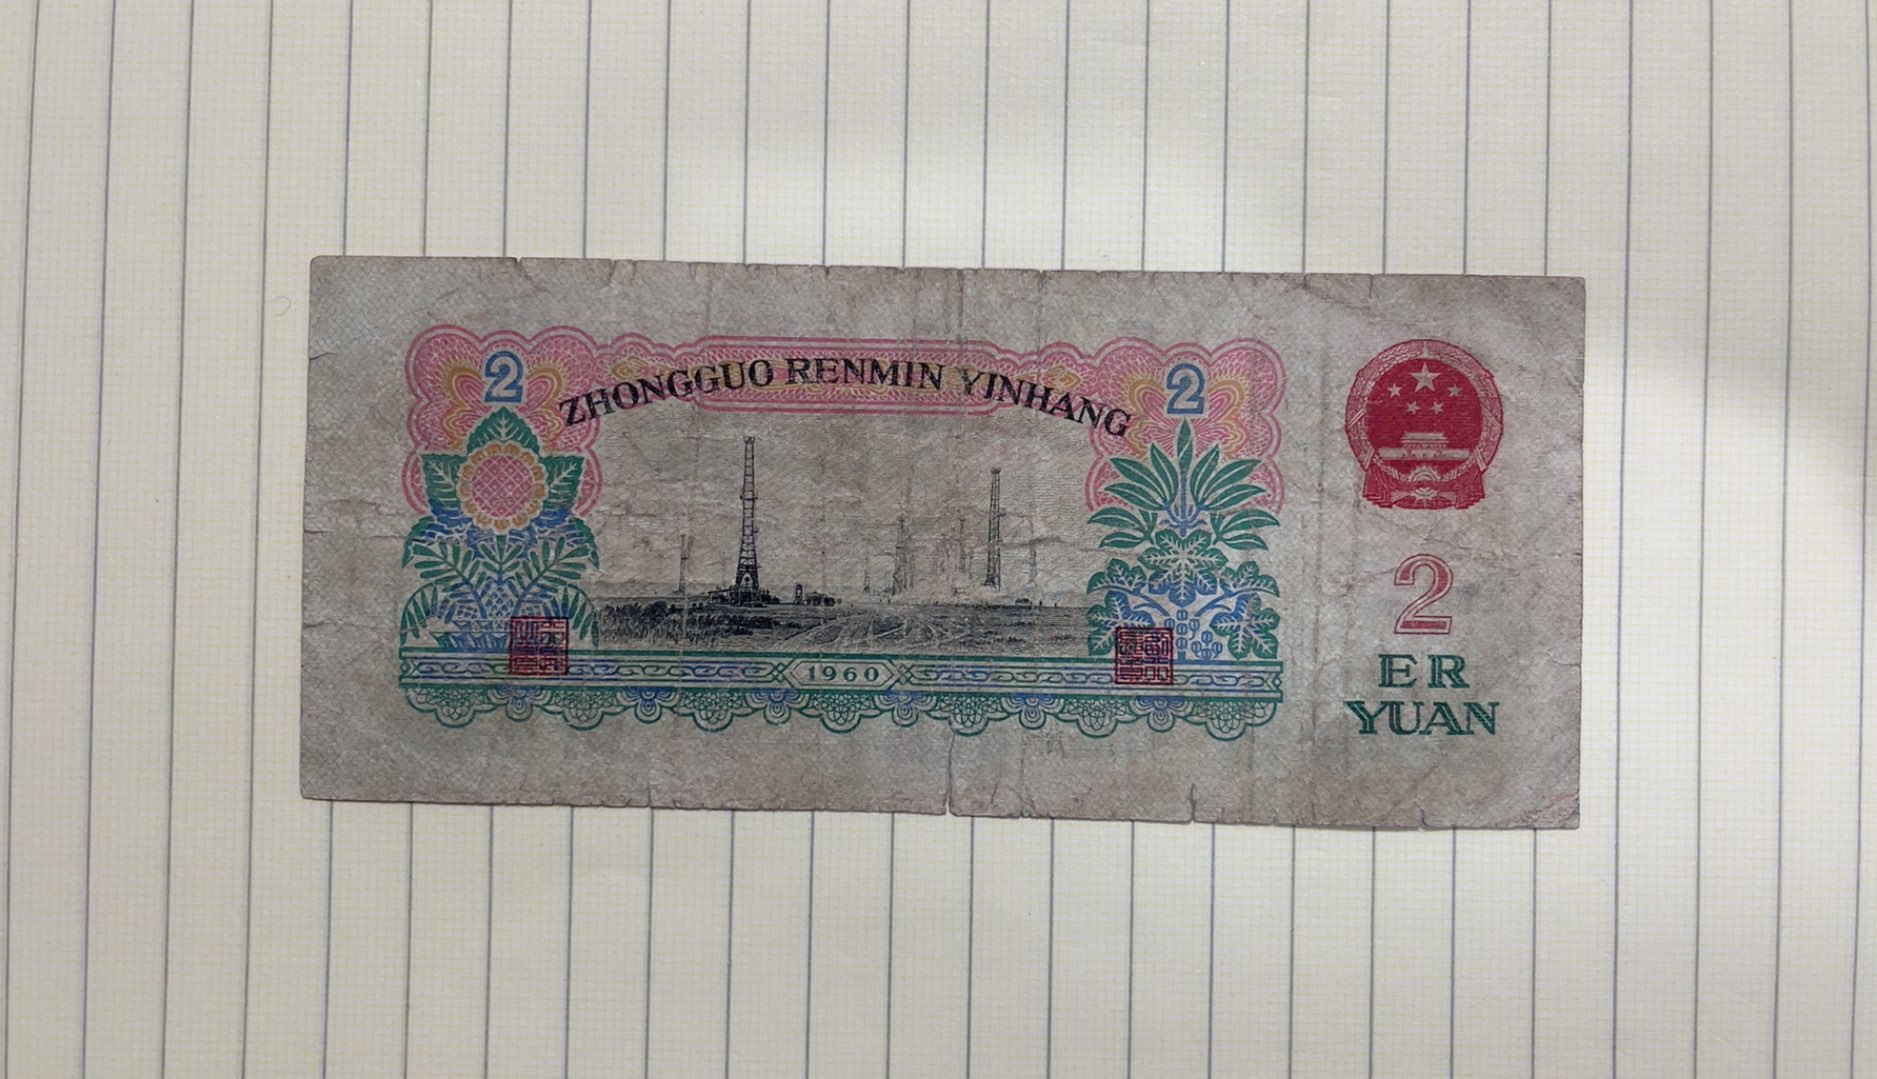 ZHONGGUO RENMIN YINHANG
2
2
1960
2
ER
YUAN